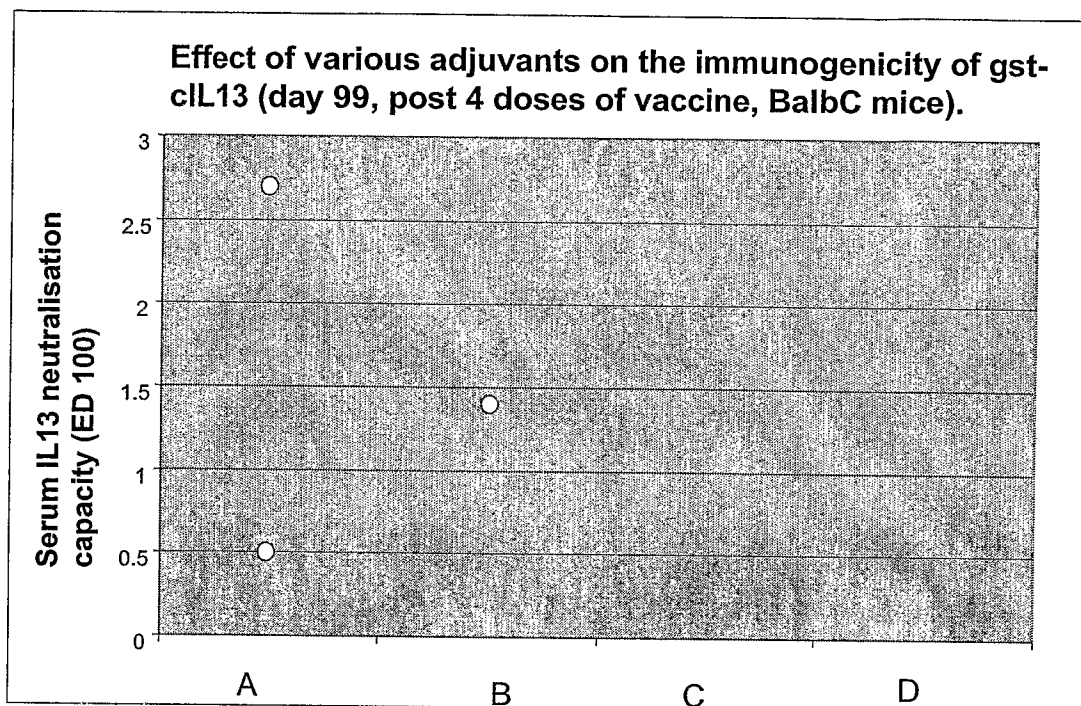 Effect of various adjuvants on the immunogenicity of gst-
cIL13 (day 99, post 4 doses of vaccine, BalbC mice).
Serum IL13 neutralisation
capacity (ED 100)
3
2.5
2
1.5
1
0.5
0
A B C D